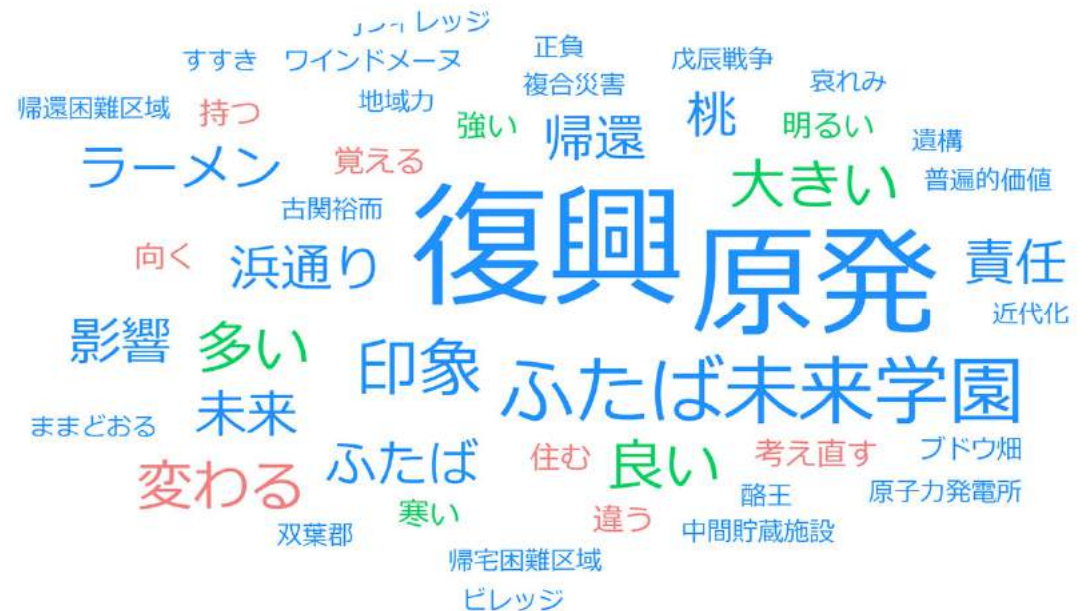 レッジ
すすき
ワインドメーヌ
正負
戊辰戦争
帰還困難区域
持つ
地域力
複合災害
哀れみ
強い
帰還
桃
明るい
遺構
ラーメン
覚える
大きい
普遍的価値
古関裕而
復興
原発
向く
浜通り
責任
近代化
影響
多い
印象
ふたば未来学園
ままどおる
未来
ふたば
住む
良い
考え直す
ブドウ畑
変わる
寒い
違う
酪王
原子力発電所
双葉郡
中間貯蔵施設
帰宅困難区域
ビレッジ